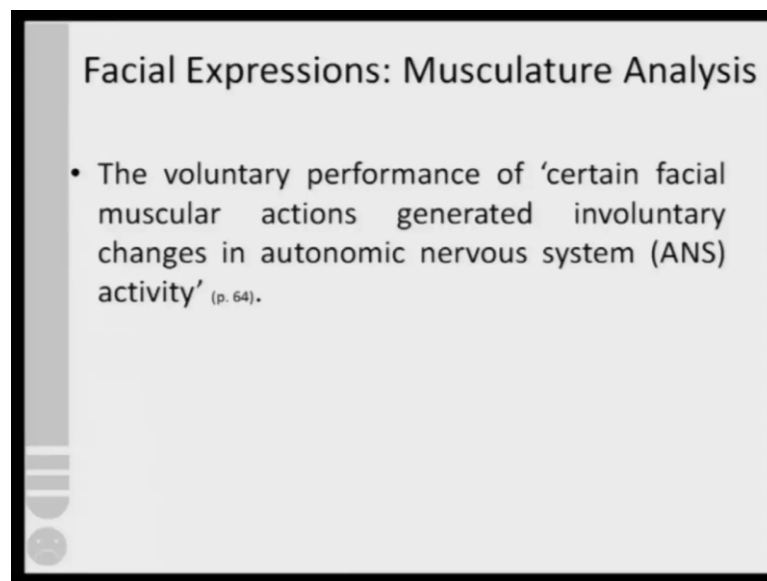 Facial Expressions: Musculature Analysis
• The voluntary performance of ‘certain facial
muscular actions generated involuntary
changes in autonomic nervous system (ANS)
activity’ (p. 64).